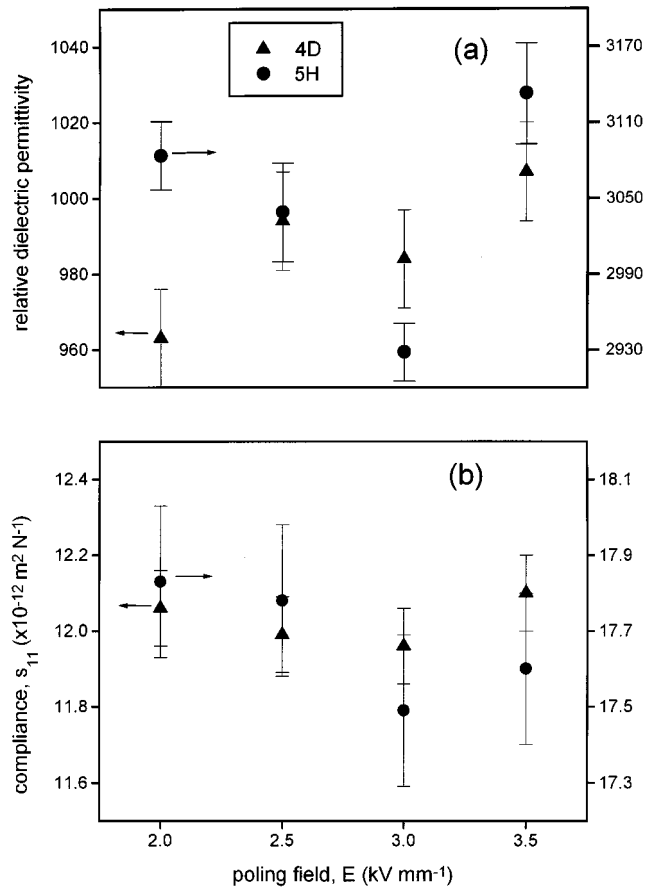 4D
5H
(a)
relative dielectric permittivity
1040
1020
1000
980
960
3170
3110
3050
2990
2930
(b)
compliance, s11 (x10-12 m2 N-1)
12.4
12.2
12.0
11.8
11.6
18.1
17.9
17.7
17.5
17.3
2.0 2.5 3.0 3.5
poling field, E (kV mm-1)